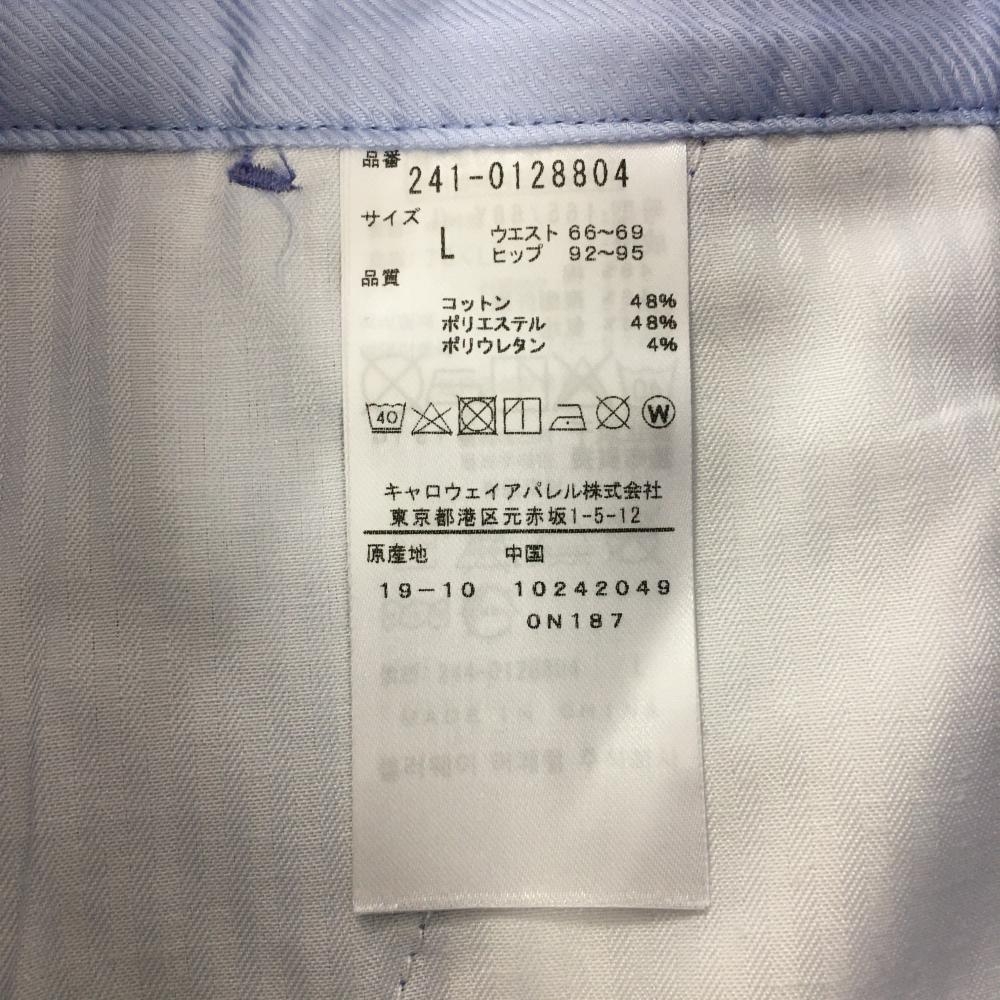 品番
241-0128804
サイズ
L ウエスト 66〜69
ヒップ 92〜95
品質
コットン 48%
ポリエステル 48%
ポリウレタン 4%
40 W
キャロウェイアパレル株式会社
東京都港区元赤坂1-5-12
原産地 中国
19-10 10242049
0N187